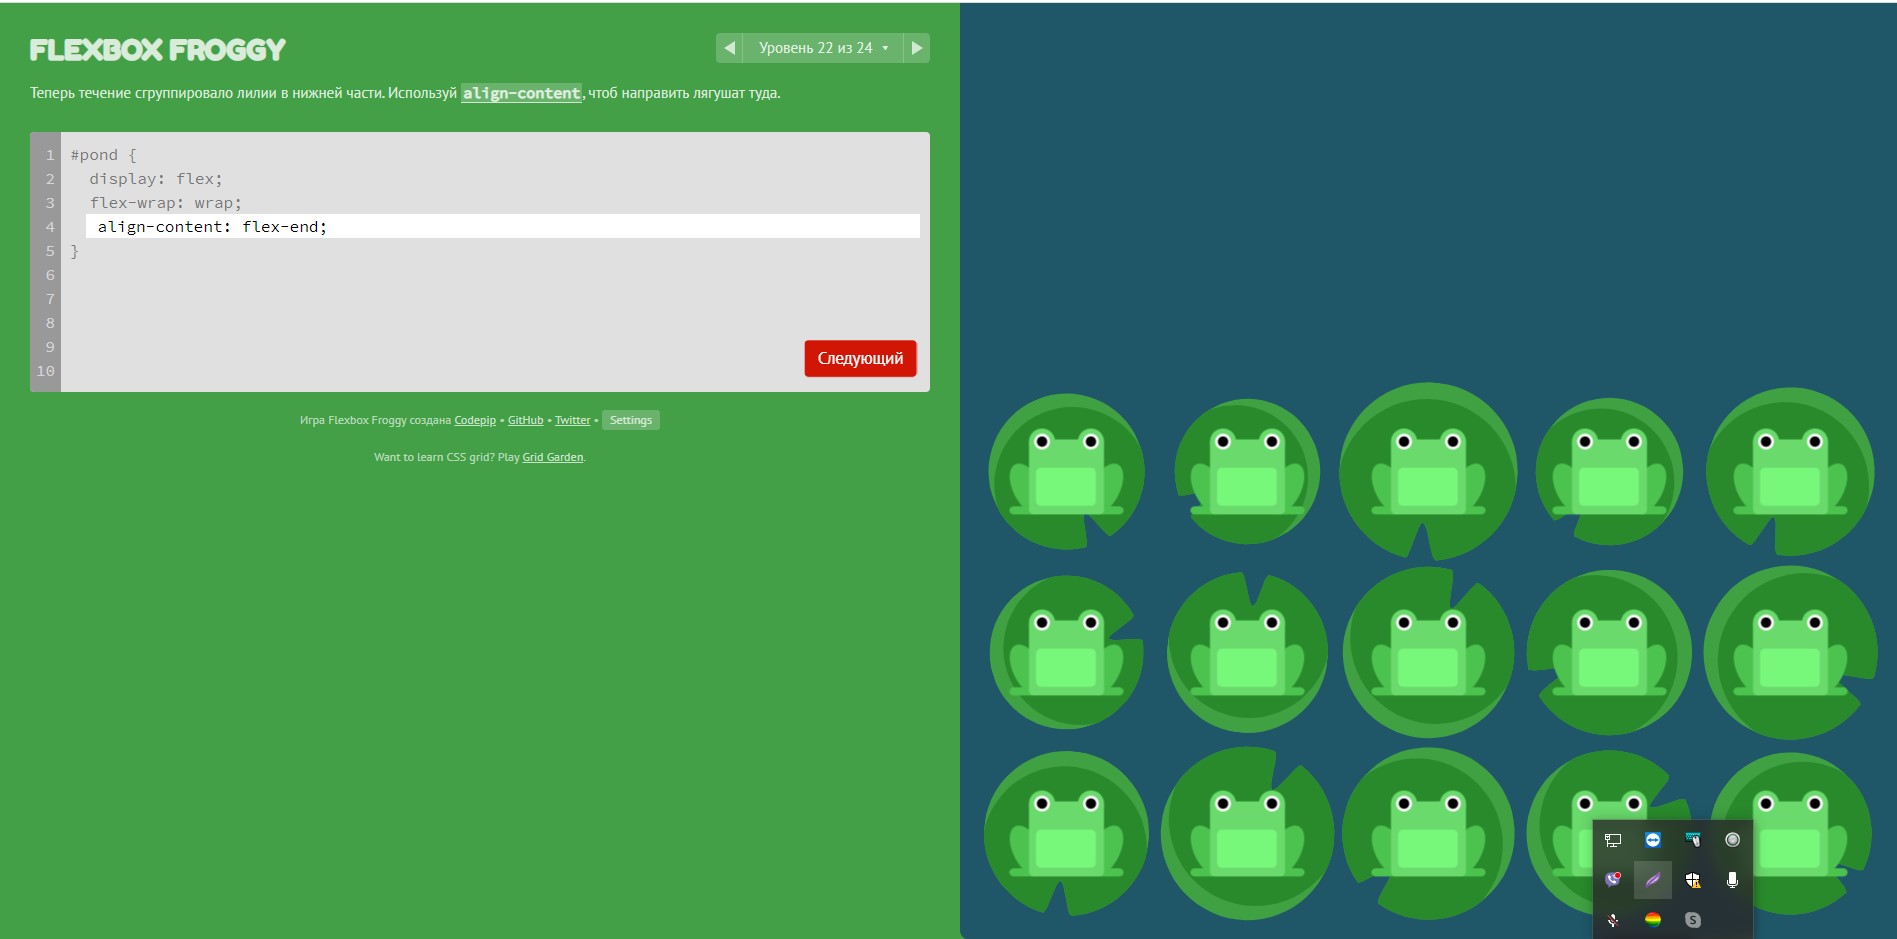 FLEXBOX FROGGY
Уровень 22 из 24
Теперь течение сгруппировало лилии в нижней части. Используй align-content, чтоб направить лягушат туда.
1 #pond {
2 display: flex;
3 flex-wrap: wrap;
4 align-content: flex-end;
5 }
6
7
8
9
10
Следующий
Игра Flexbox Froggy создана Codepip • GitHub • Twitter • Settings
Want to learn CSS grid? Play Grid Garden.